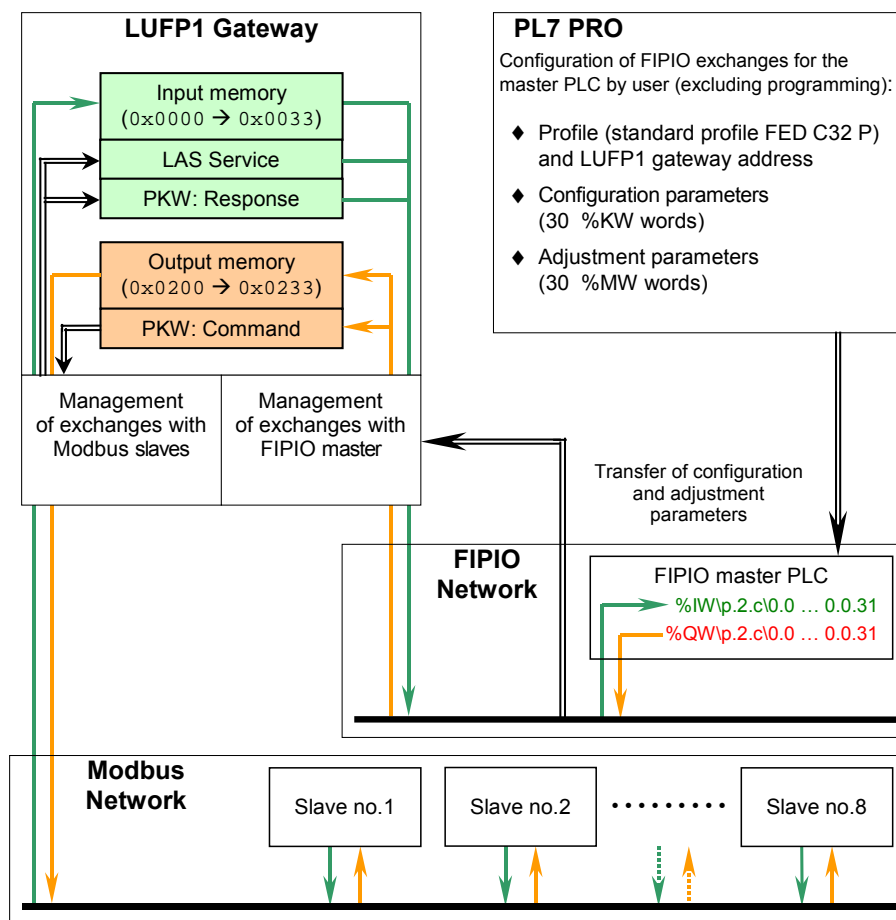 LUFP1 Gateway
Input memory
(0x0000 → 0x0033)
LAS Service
PKW: Response
Output memory
(0x0200 → 0x0233)
PKW: Command
Management
of exchanges with
Modbus slaves
Management
of exchanges with
FIPIO master
PL7 PRO
Configuration of FIPIO exchanges for the
master PLC by user (excluding programming):
♦ Profile (standard profile FED C32 P)
and LUFP1 gateway address
♦ Configuration parameters
(30 %KW words)
♦ Adjustment parameters
(30 %MW words)
Transfer of configuration
and adjustment
parameters
FIPIO
Network
FIPIO master PLC
%IW\p.2.c\0.0 … 0.0.31
%QW\p.2.c\0.0 … 0.0.31
Modbus
Network
Slave no.1
Slave no.2
Slave no.8